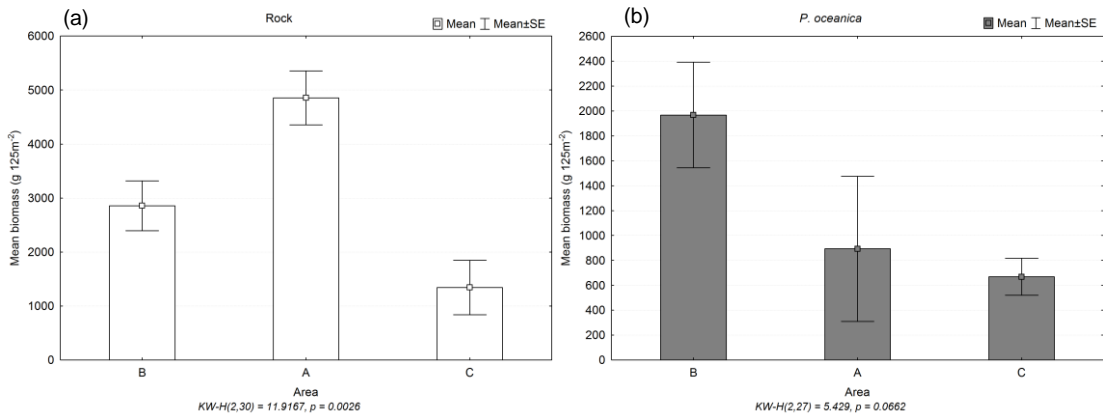 (a)
Rock
Mean Mean±SE
6000
5000
4000
3000
2000
1000
0
Mean biomass (g 125m⁻²)
B A C
Area
KW-H(2,30) = 11.9167, p = 0.0026
(b)
P. oceanica
Mean Mean±SE
2600
2400
2200
2000
1800
1600
1400
1200
1000
800
600
400
200
0
Mean biomass (g 125m⁻²)
B A C
Area
KW-H(2,27) = 5.429, p = 0.0662